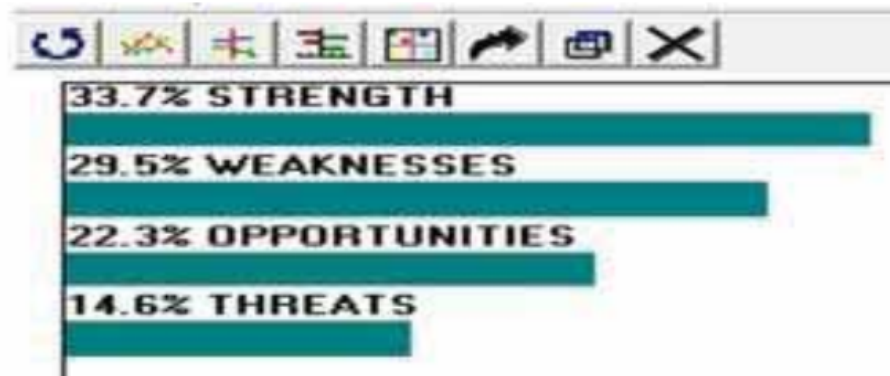 33.7% STRENGTH
29.5% WEAKNESSES
22.3% OPPORTUNITIES
14.6% THREATS